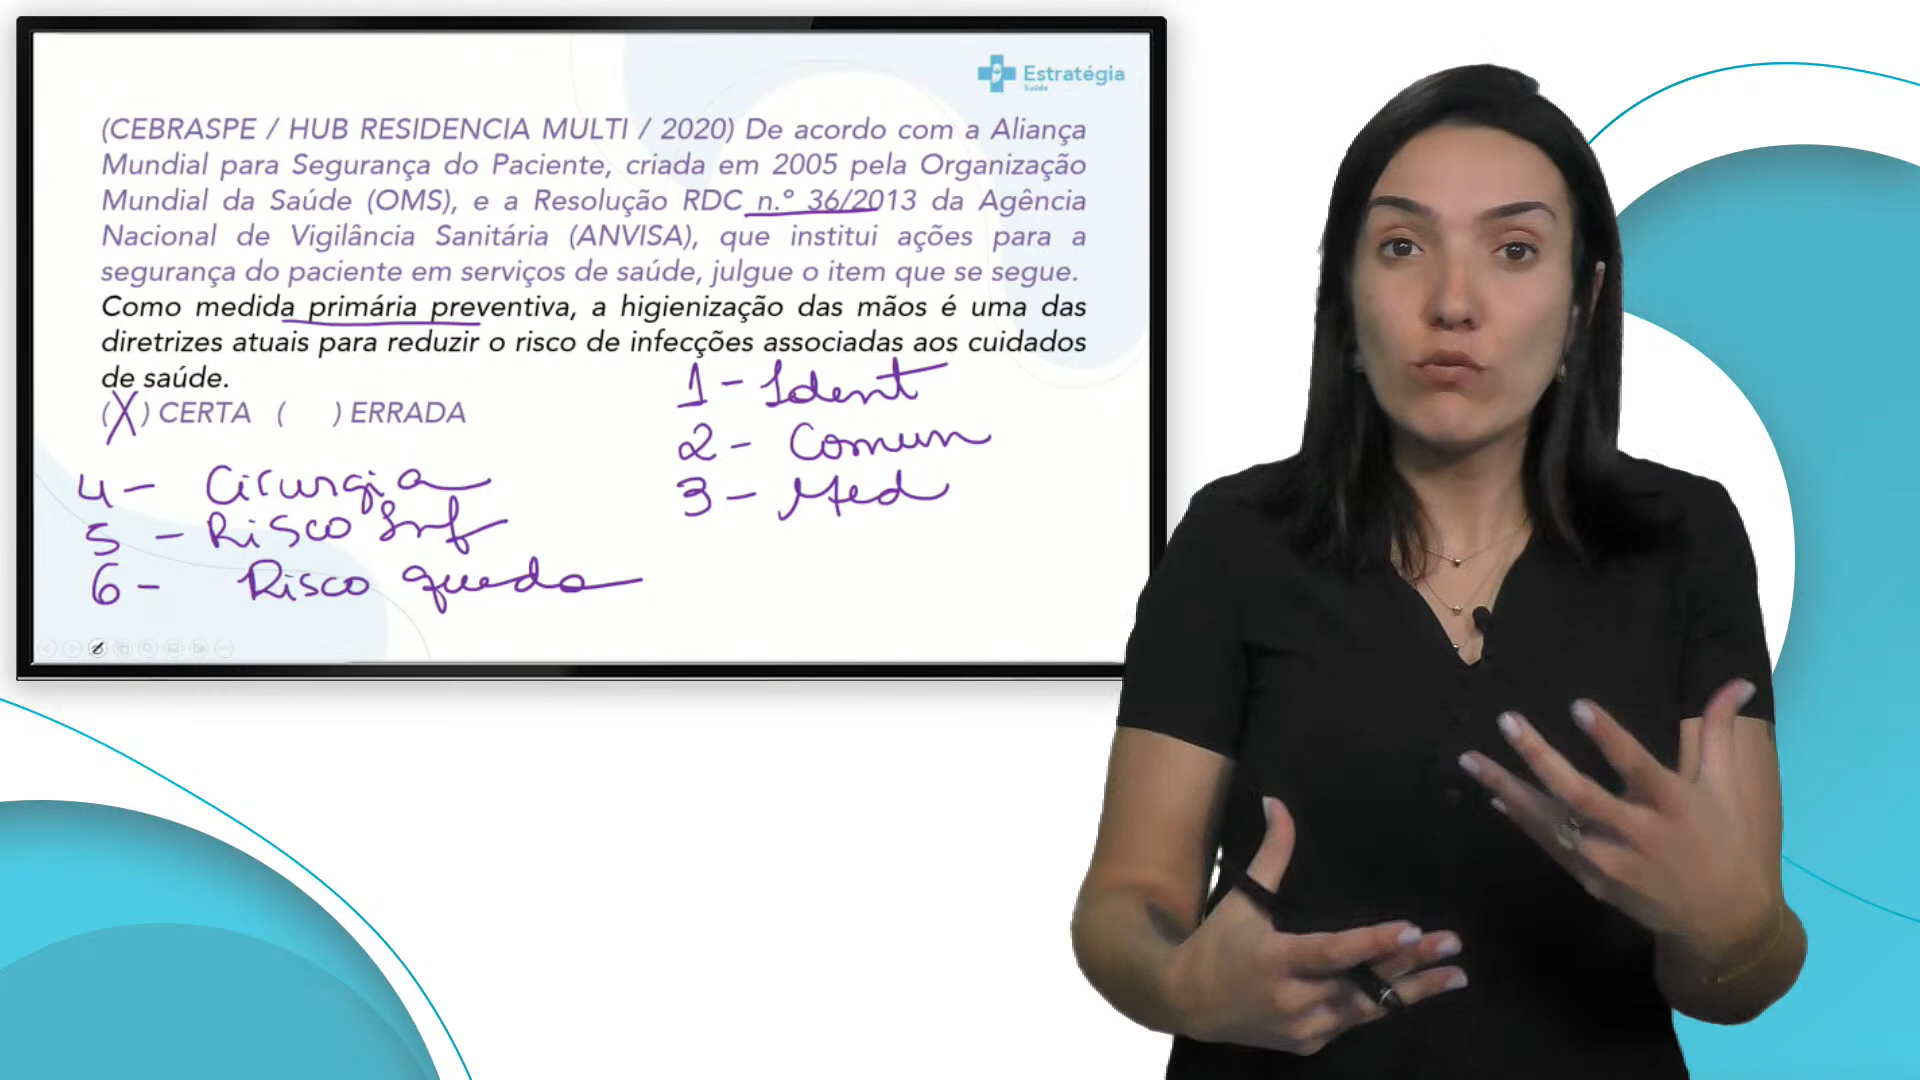 Estratégia
Saúde
(CEBRASPE / HUB RESIDENCIA MULTI / 2020) De acordo com a Aliança
Mundial para Segurança do Paciente, criada em 2005 pela Organização
Mundial da Saúde (OMS), e a Resolução RDC n.º 36/2013 da Agência
Nacional de Vigilância Sanitária (ANVISA), que institui ações para a
segurança do paciente em serviços de saúde, julgue o item que se segue.
Como medida primária preventiva, a higienização das mãos é uma das
diretrizes atuais para reduzir o risco de infecções associadas aos cuidados
de saúde.
(X) CERTA ( ) ERRADA
1 - Ident
2 - Comun
3 - Med
4 - Cirurgia
5 - Risco Inf
6 - Risco queda